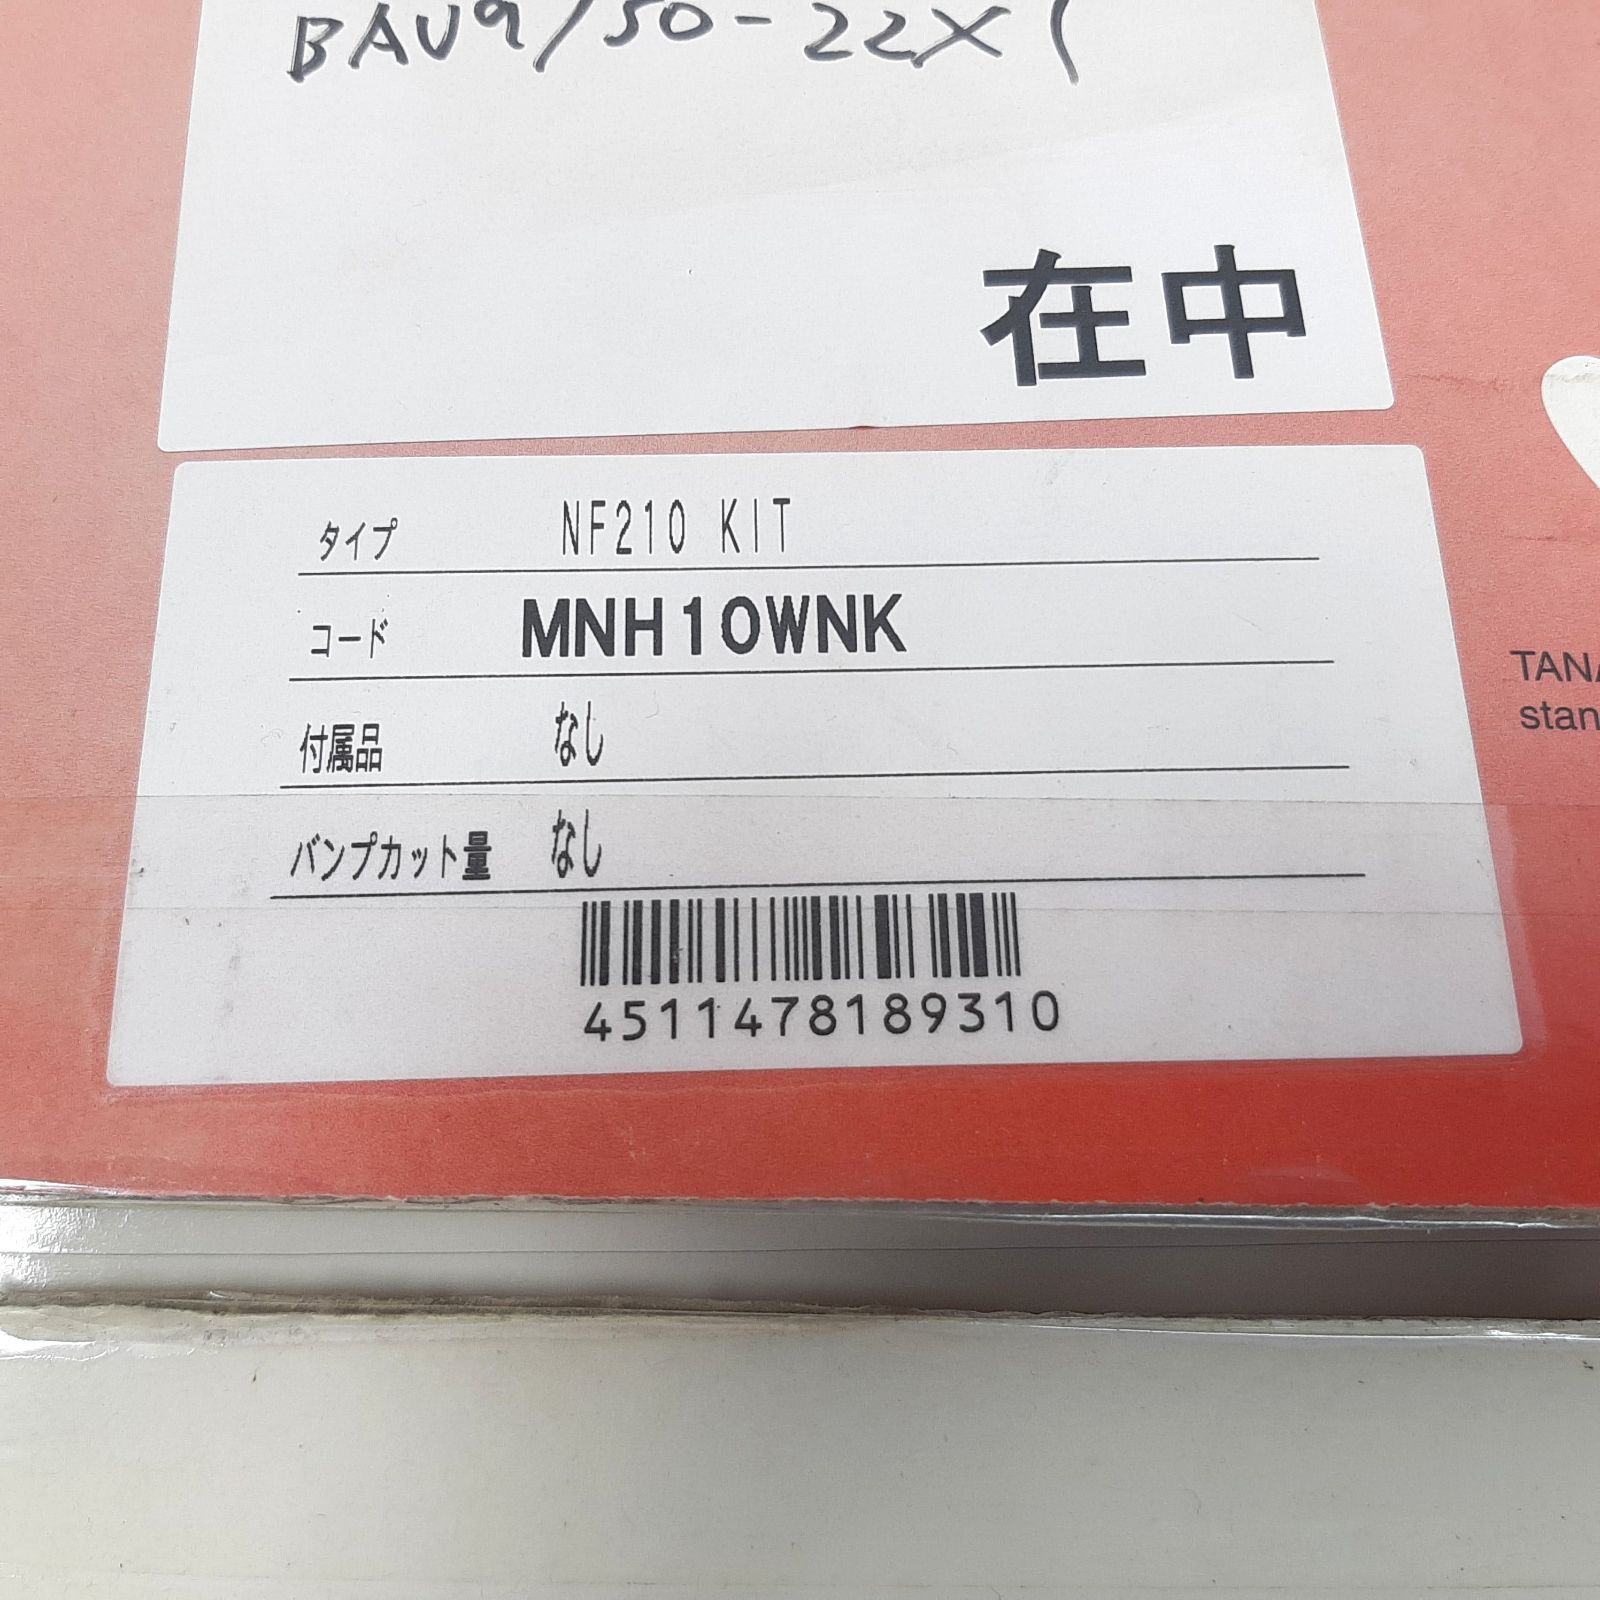 BAU9/50-22X(
在中
タイプ NF210 KIT
コード MNH10WNK
付属品 なし
バンプカット量 なし
4511478189310
TANA
stan